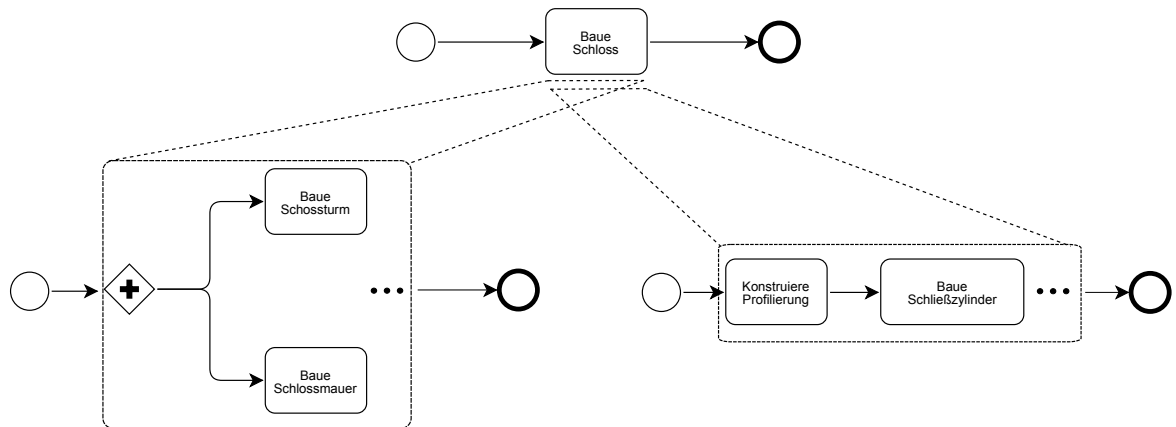 Baue
Schloss
Baue
Schossturm
Baue
Schlossmauer
Konstruiere
Profilierung
Baue
Schließzylinder